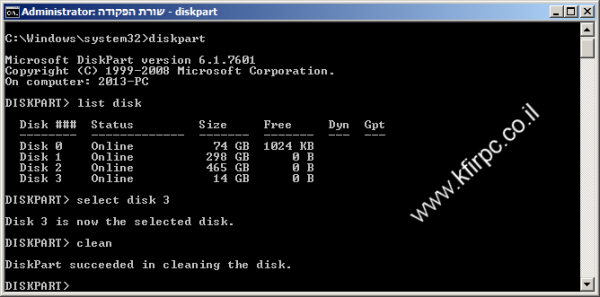 Administrator: שורת הפקודה - diskpart
C:\Windows\system32>diskpart
Microsoft DiskPart version 6.1.7601
Copyright (C) 1999-2008 Microsoft Corporation.
On computer: 2013-PC
DISKPART> list disk
Disk ### Status Size Free Dyn Gpt
-------- ------------- ------- ------- --- ---
Disk 0 Online 74 GB 1024 KB
Disk 1 Online 298 GB 0 B
Disk 2 Online 465 GB 0 B
Disk 3 Online 14 GB 0 B
DISKPART> select disk 3
Disk 3 is now the selected disk.
DISKPART> clean
DiskPart succeeded in cleaning the disk.
DISKPART>
www.kfirpc.co.il